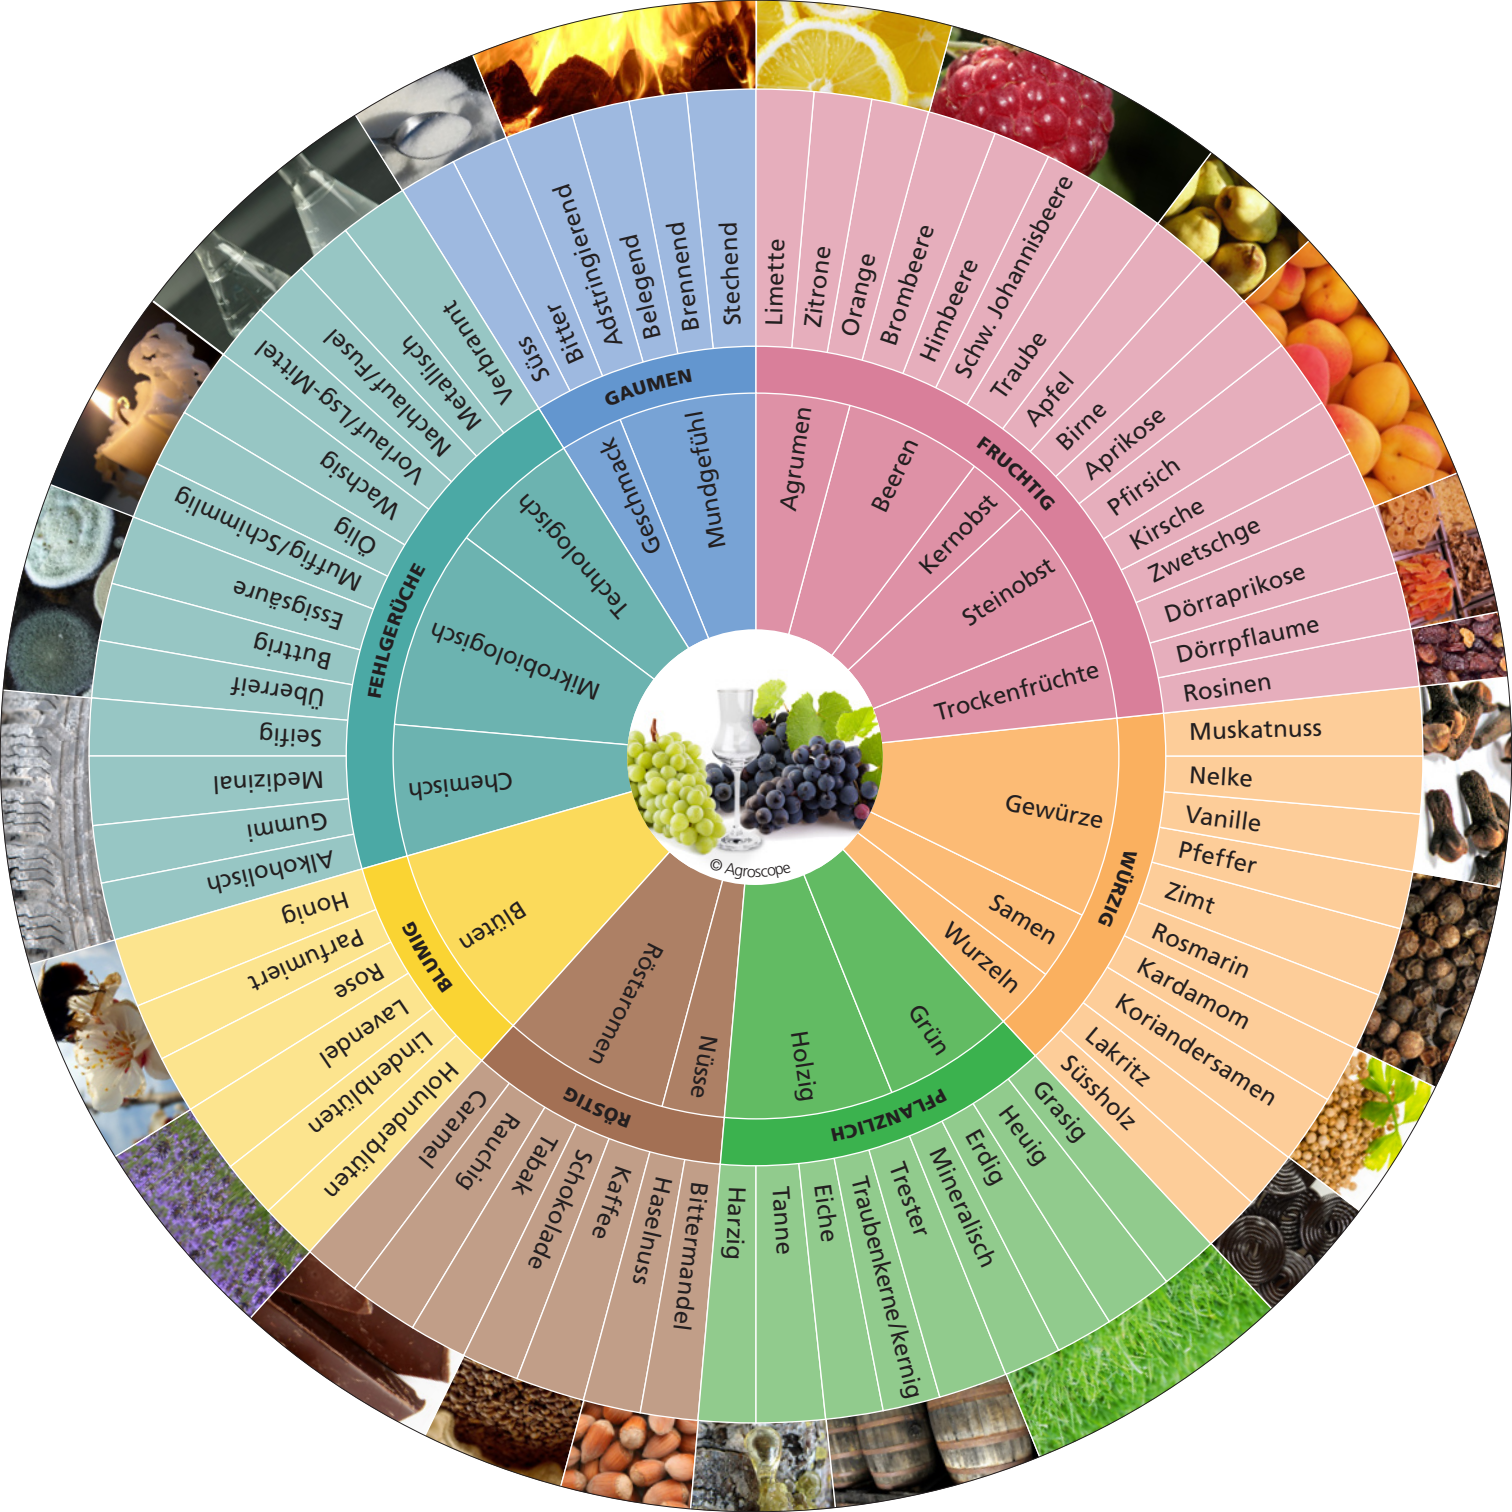 GAUMEN
Geschmack
Süss
Bitter
Mundgefühl
Adstringierend
Belegend
Brennend
Stechend
FRUCHTIG
Agrumen
Limette
Zitrone
Orange
Beeren
Brombeere
Himbeere
Schw. Johannisbeere
Traube
Kernobst
Apfel
Birne
Steinobst
Aprikose
Pfirsich
Kirsche
Zwetschge
Trockenfrüchte
Dörraprikose
Dörrpflaume
Rosinen
WÜRZIG
Gewürze
Muskatnuss
Nelke
Vanille
Pfeffer
Zimt
Rosmarin
Kardamom
Samen
Koriandersamen
Wurzeln
Lakritz
Süssholz
PFLANZLICH
Grün
Grasig
Heuig
Erdig
Mineralisch
Holzig
Trester
Traubenkerne/kernig
Eiche
Tanne
Harzig
RÖSTIG
Nüsse
Bittermandel
Haselnuss
Röstaromen
Kaffee
Schokolade
Tabak
Rauchig
Caramel
BLUMIG
Blüten
Holunderblüten
Lindenblüten
Lavendel
Rose
Parfumiert
Honig
FEHLGERÜCHE
Chemisch
Alkoholisch
Gummi
Medizinal
Seifig
Mikrobiologisch
Überreif
Buttrig
Essigsäure
Muffig/Schimmlig
Technologisch
Ölig
Wachsig
Vorlauf/Lsg-Mittel
Nachlauf/Fusel
Metallisch
Verbrannt
© Agroscope